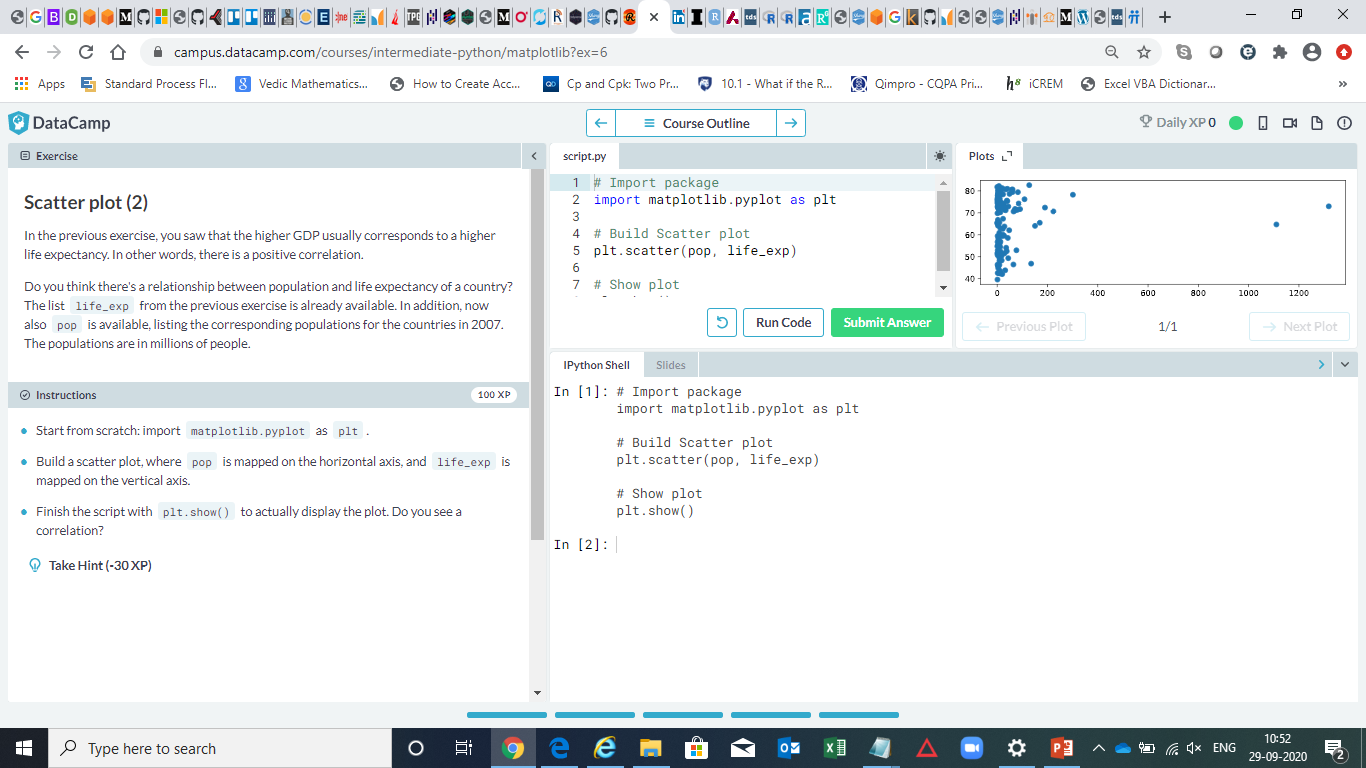 campus.datacamp.com/courses/intermediate-python/matplotlib?ex=6
Apps
Standard Process Fl...
Vedic Mathematics...
How to Create Acc...
Cp and Cpk: Two Pr...
10.1 - What if the R...
Qimpro - CQPA Pri...
iCREM
Excel VBA Dictionar...
»
DataCamp
Course Outline
Daily XP 0
Exercise
Scatter plot (2)
In the previous exercise, you saw that the higher GDP usually corresponds to a higher
life expectancy. In other words, there is a positive correlation.
Do you think there's a relationship between population and life expectancy of a country?
The list life_exp from the previous exercise is already available. In addition, now
also pop is available, listing the corresponding populations for the countries in 2007.
The populations are in millions of people.
Instructions
100 XP
Start from scratch: import matplotlib.pyplot as plt .
Build a scatter plot, where pop is mapped on the horizontal axis, and life_exp is
mapped on the vertical axis.
Finish the script with plt.show() to actually display the plot. Do you see a
correlation?
Take Hint (-30 XP)
script.py
1 # Import package
2 import matplotlib.pyplot as plt
3
4 # Build Scatter plot
5 plt.scatter(pop, life_exp)
6
7 # Show plot
Run Code
Submit Answer
Plots
80
70
60
50
40
0 200 400 600 800 1000 1200
Previous Plot
1/1
Next Plot
IPython Shell
Slides
In [1]: # Import package
import matplotlib.pyplot as plt
# Build Scatter plot
plt.scatter(pop, life_exp)
# Show plot
plt.show()
In [2]:
Type here to search
ENG
10:52
29-09-2020
2